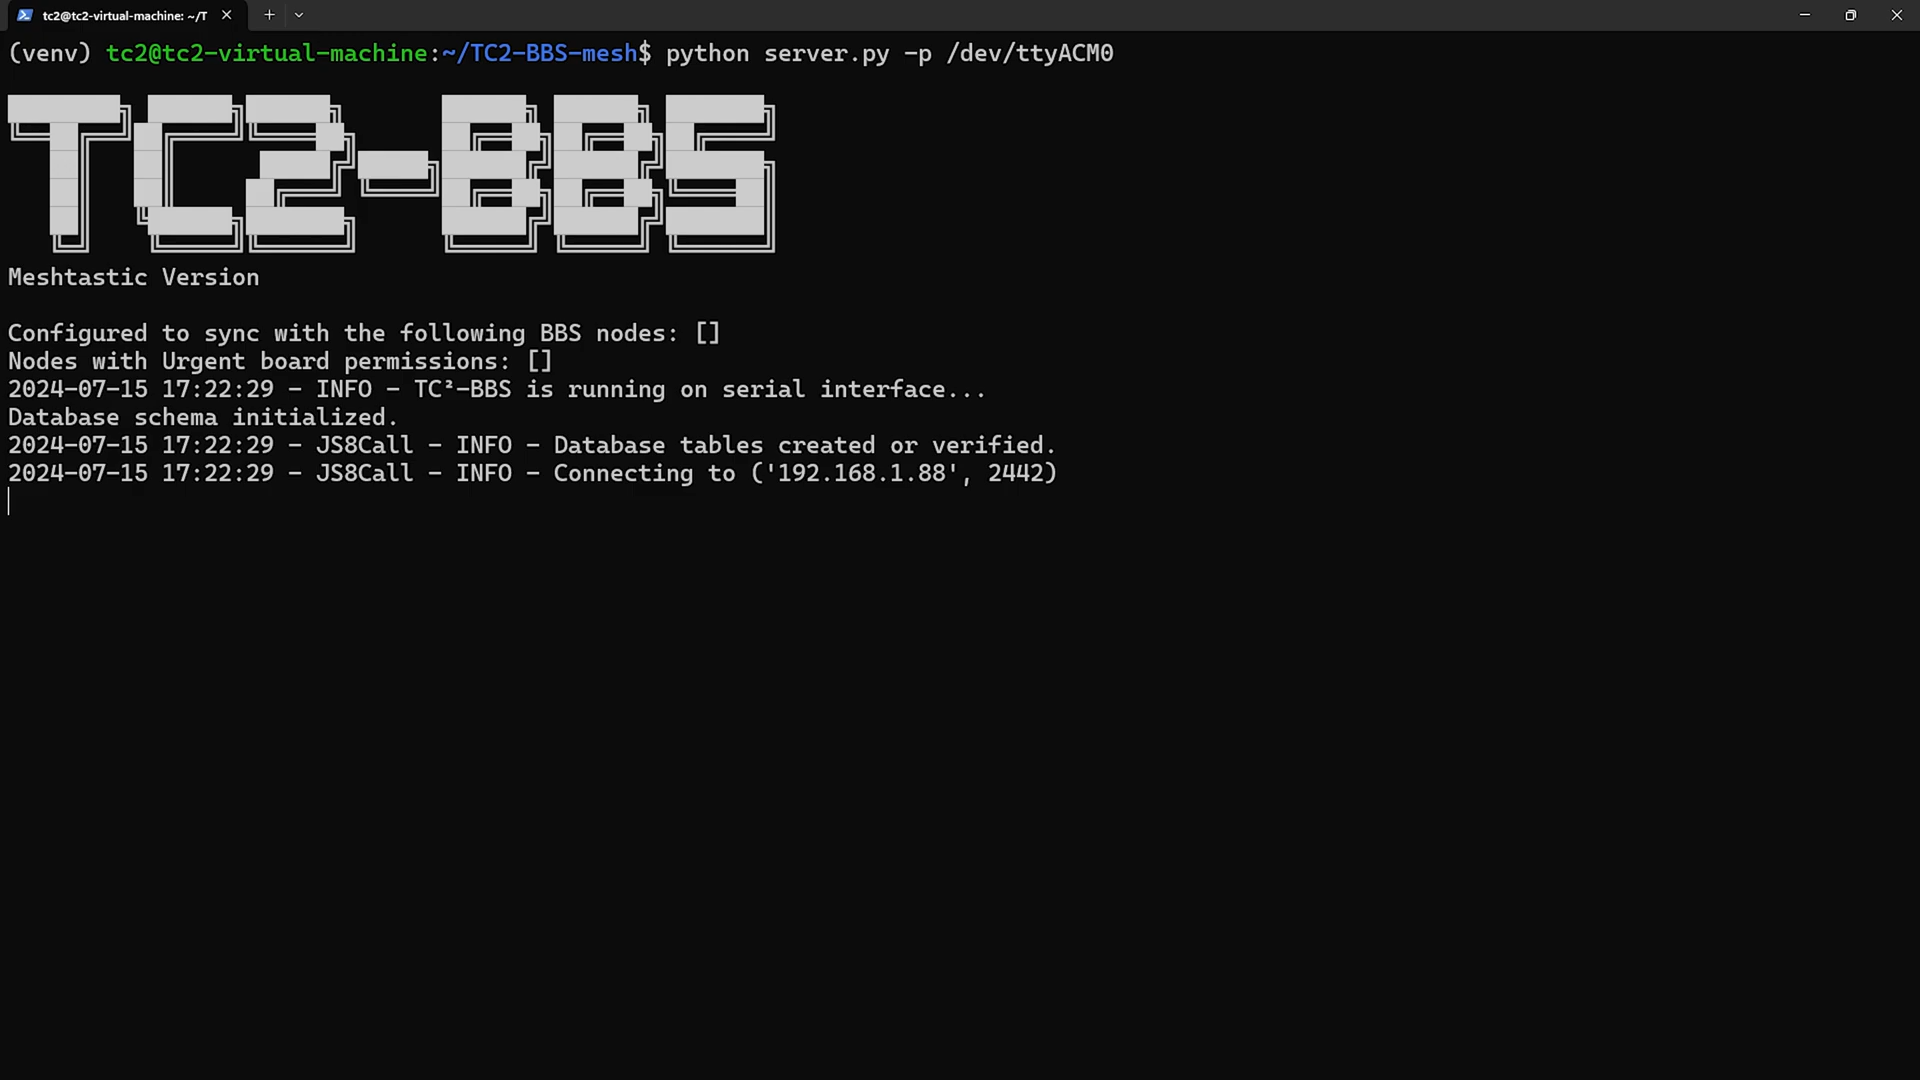 tc2@tc2-virtual-machine: ~/T
(venv) tc2@tc2-virtual-machine:~/TC2-BBS-mesh$ python server.py -p /dev/ttyACM0
TC2-BBS
Meshtastic Version
Configured to sync with the following BBS nodes: []
Nodes with Urgent board permissions: []
2024-07-15 17:22:29 - INFO - TC²-BBS is running on serial interface...
Database schema initialized.
2024-07-15 17:22:29 - JS8Call - INFO - Database tables created or verified.
2024-07-15 17:22:29 - JS8Call - INFO - Connecting to ('192.168.1.88', 2442)